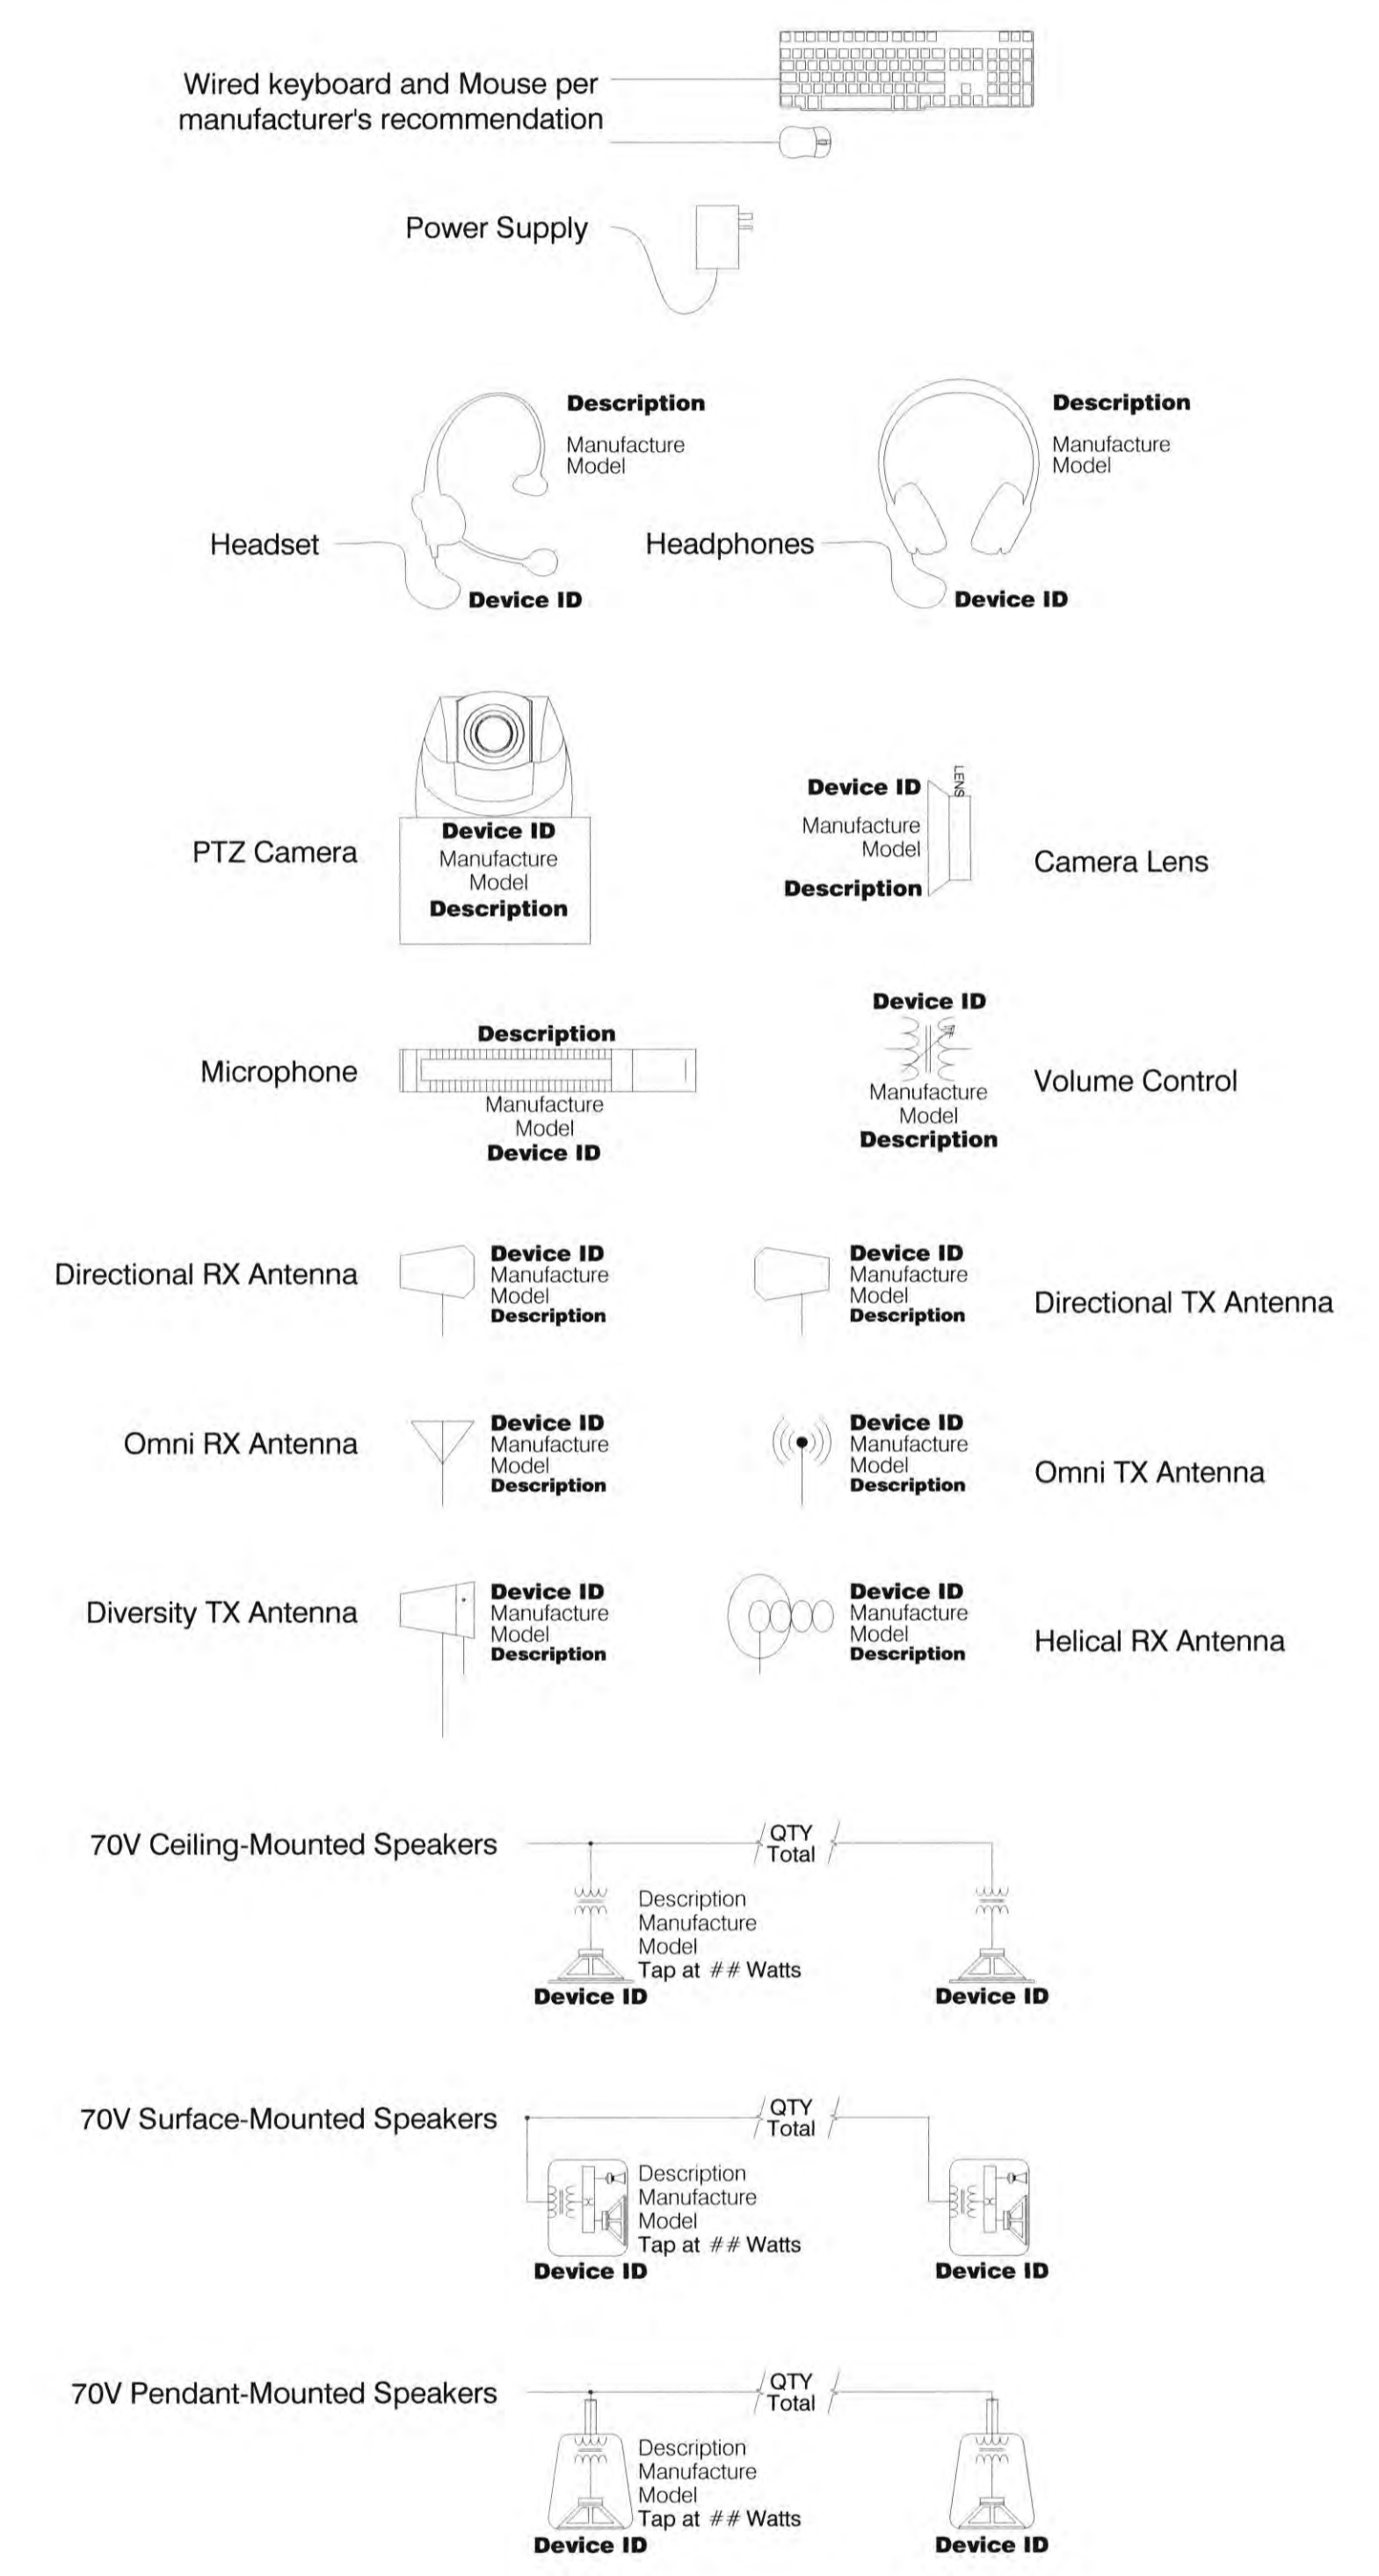 Wired keyboard and Mouse per
manufacturer's recommendation
Power Supply
Description
Manufacture
Model
Headset
Device ID
Description
Manufacture
Model
Headphones
Device ID
PTZ Camera
Device ID
Manufacture
Model
Description
LENS
Device ID
Manufacture
Model
Description
Camera Lens
Microphone
Description
Manufacture
Model
Device ID
Device ID
Manufacture
Model
Description
Volume Control
Directional RX Antenna
Device ID
Manufacture
Model
Description
Device ID
Manufacture
Model
Description
Directional TX Antenna
Omni RX Antenna
Device ID
Manufacture
Model
Description
Device ID
Manufacture
Model
Description
Omni TX Antenna
Diversity TX Antenna
Device ID
Manufacture
Model
Description
Device ID
Manufacture
Model
Description
Helical RX Antenna
70V Ceiling-Mounted Speakers
QTY
Total
Description
Manufacture
Model
Tap at ## Watts
Device ID
Device ID
70V Surface-Mounted Speakers
QTY
Total
Description
Manufacture
Model
Tap at ## Watts
Device ID
Device ID
70V Pendant-Mounted Speakers
QTY
Total
Description
Manufacture
Model
Tap at ## Watts
Device ID
Device ID